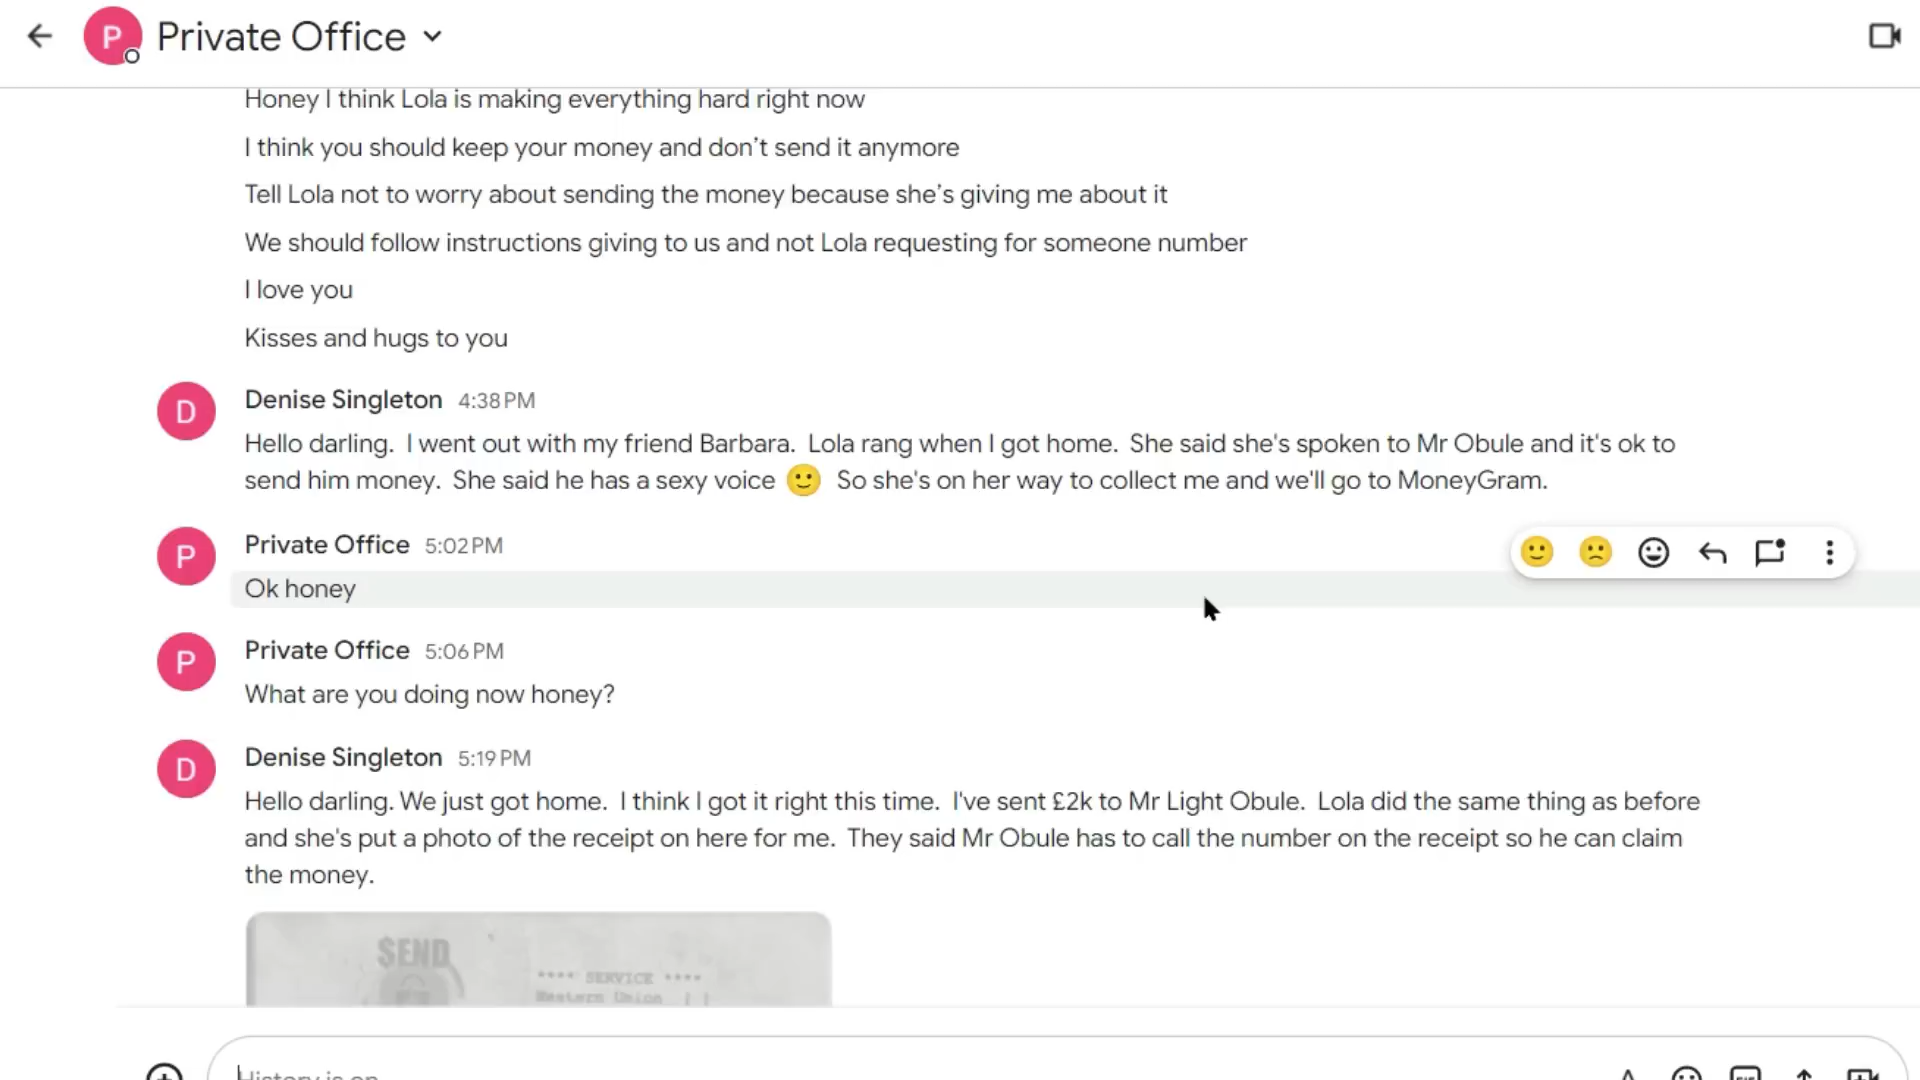 P Private Office
Honey I think Lola is making everything hard right now
I think you should keep your money and don’t send it anymore
Tell Lola not to worry about sending the money because she’s giving me about it
We should follow instructions giving to us and not Lola requesting for someone number
I love you
Kisses and hugs to you
D Denise Singleton 4:38 PM
Hello darling.  I went out with my friend Barbara.  Lola rang when I got home.  She said she's spoken to Mr Obule and it's ok to
send him money.  She said he has a sexy voice 🙂  So she's on her way to collect me and we'll go to MoneyGram.
P Private Office 5:02 PM
Ok honey
P Private Office 5:06 PM
What are you doing now honey?
D Denise Singleton 5:19 PM
Hello darling. We just got home.  I think I got it right this time.  I've sent £2k to Mr Light Obule.  Lola did the same thing as before
and she's put a photo of the receipt on here for me.  They said Mr Obule has to call the number on the receipt so he can claim
the money.
$END
**** SERVICE ****
Western Union
History is on